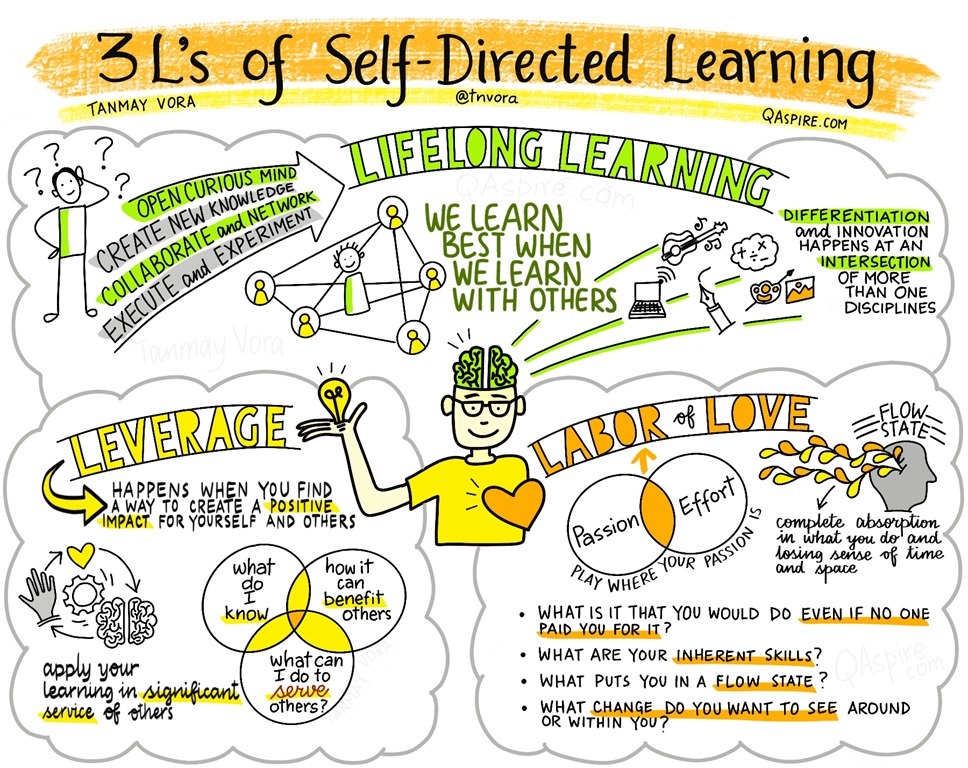 3 L's of Self-Directed Learning
TANMAY VORA
@tnvora
QASPIRE.COM
LIFELONG LEARNING
? ? ? ?
OPEN CURIOUS MIND
CREATE NEW KNOWLEDGE
COLLABORATE and NETWORK
EXECUTE and EXPERIMENT
WE LEARN
BEST WHEN
WE LEARN
WITH OTHERS
DIFFERENTIATION
and INNOVATION
HAPPENS AT AN
INTERSECTION
OF MORE
THAN ONE
DISCIPLINES
QAspire.com
Tanmay Vora
LEVERAGE
HAPPENS WHEN YOU FIND
A WAY TO CREATE A POSITIVE
IMPACT FOR YOURSELF AND OTHERS
what
do
I
know
how it
can
benefit
others
what can
I do to
serve
others?
apply your
learning in significant
service of others
TANMAY VORA
LABOR of LOVE
FLOW
STATE
Passion
Effort
PLAY WHERE YOUR PASSION IS
complete absorption
in what you do and
losing sense of time
and space
• WHAT IS IT THAT YOU WOULD DO EVEN IF NO ONE
PAID YOU FOR IT?
• WHAT ARE YOUR INHERENT SKILLS?
• WHAT PUTS YOU IN A FLOW STATE?
• WHAT CHANGE DO YOU WANT TO SEE AROUND
OR WITHIN YOU?
QAspire
.com